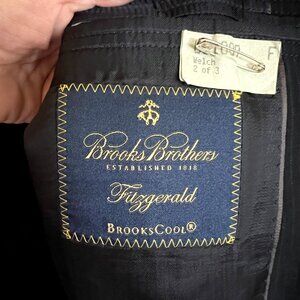 F
Welch
2 of 3
Brooks Brothers
ESTABLISHED 1818
Fitzgerald
BROOKSCOOL®